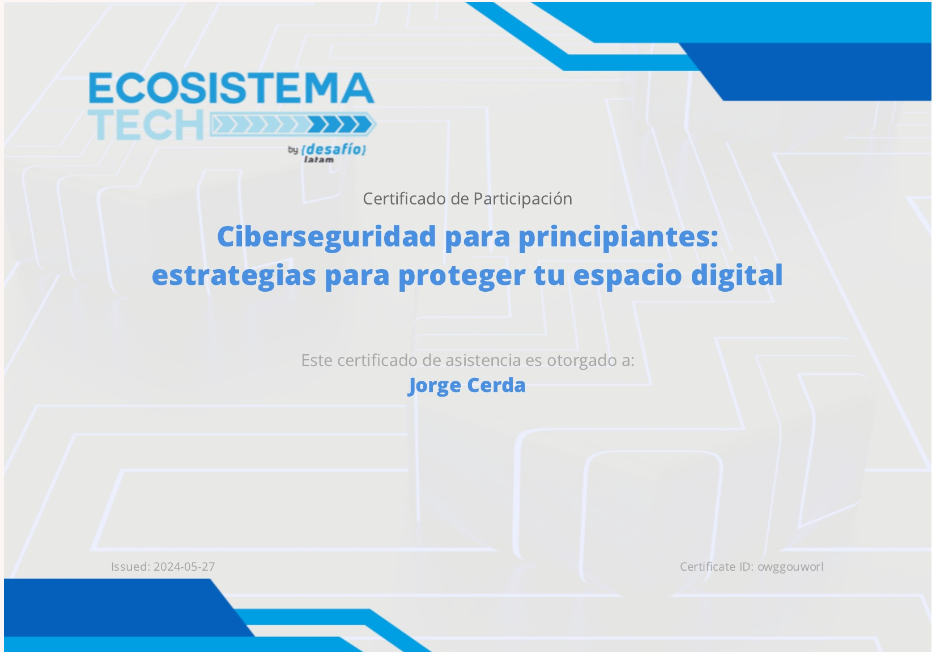 ECOSISTEMA
TECH
by {desafío}
latam
Certificado de Participación
Ciberseguridad para principiantes:
estrategias para proteger tu espacio digital
Este certificado de asistencia es otorgado a:
Jorge Cerda
Issued: 2024-05-27
Certificate ID: owggouworl